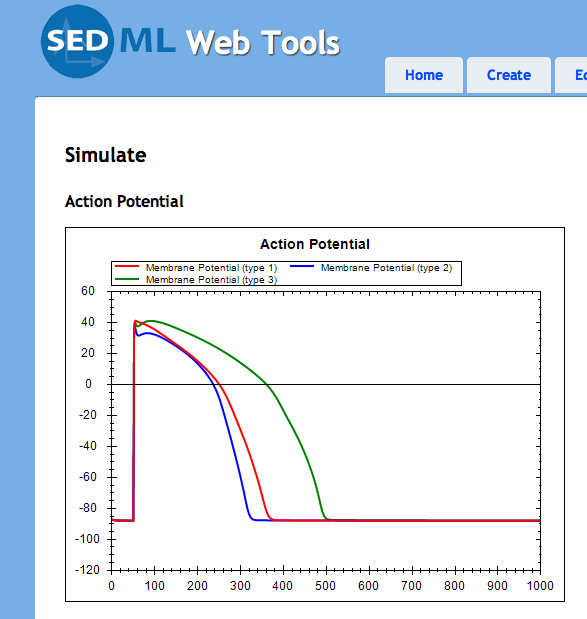 SED ML Web Tools
Home Create Ec
Simulate
Action Potential
Action Potential
Membrane Potential (type 1) Membrane Potential (type 2)
Membrane Potential (type 3)
60
40
20
0
-20
-40
-60
-80
-100
-120
0 100 200 300 400 500 600 700 800 900 1000